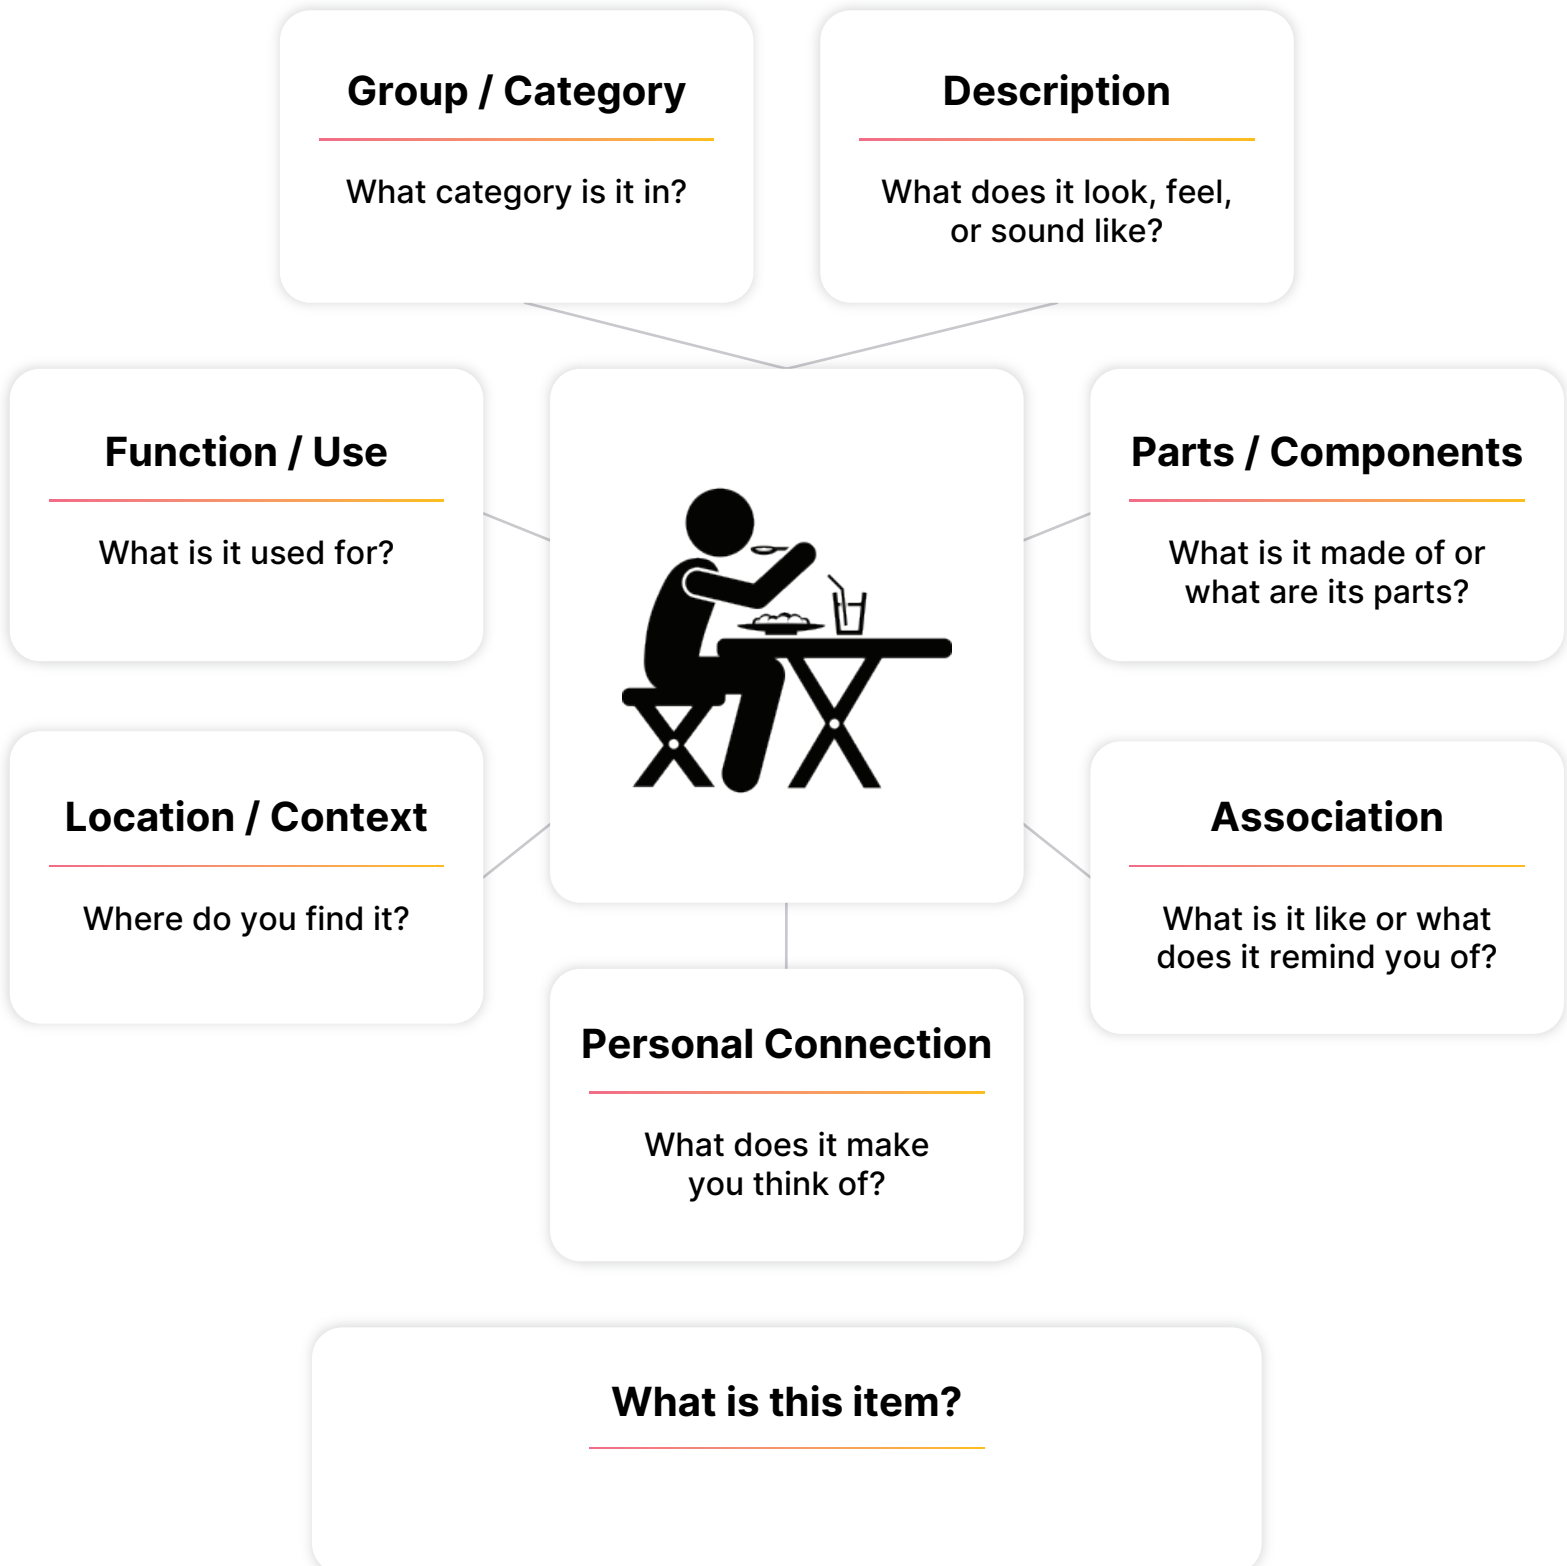 Group / Category
What category is it in?
Description
What does it look, feel,
or sound like?
Function / Use
What is it used for?
Parts / Components
What is it made of or
what are its parts?
Location / Context
Where do you find it?
Association
What is it like or what
does it remind you of?
Personal Connection
What does it make
you think of?
What is this item?